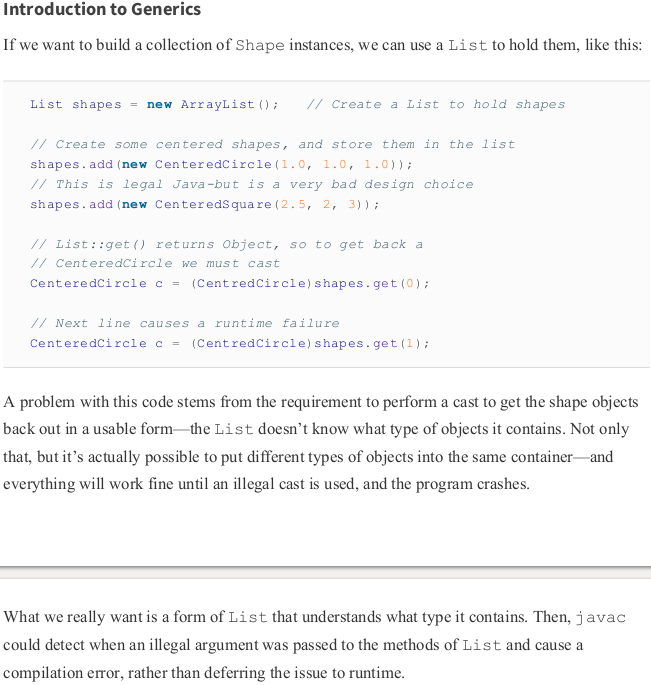 Introduction to Generics
If we want to build a collection of Shape instances, we can use a List to hold them, like this:
List shapes = new ArrayList();   // Create a List to hold shapes
// Create some centered shapes, and store them in the list
shapes.add(new CenteredCircle(1.0, 1.0, 1.0));
// This is legal Java-but is a very bad design choice
shapes.add(new CenteredSquare(2.5, 2, 3));
// List::get() returns Object, so to get back a
// CenteredCircle we must cast
CenteredCircle c = (CentredCircle)shapes.get(0);
// Next line causes a runtime failure
CenteredCircle c = (CentredCircle)shapes.get(1);
A problem with this code stems from the requirement to perform a cast to get the shape objects
back out in a usable form—the List doesn’t know what type of objects it contains. Not only
that, but it’s actually possible to put different types of objects into the same container—and
everything will work fine until an illegal cast is used, and the program crashes.
What we really want is a form of List that understands what type it contains. Then, javac
could detect when an illegal argument was passed to the methods of List and cause a
compilation error, rather than deferring the issue to runtime.